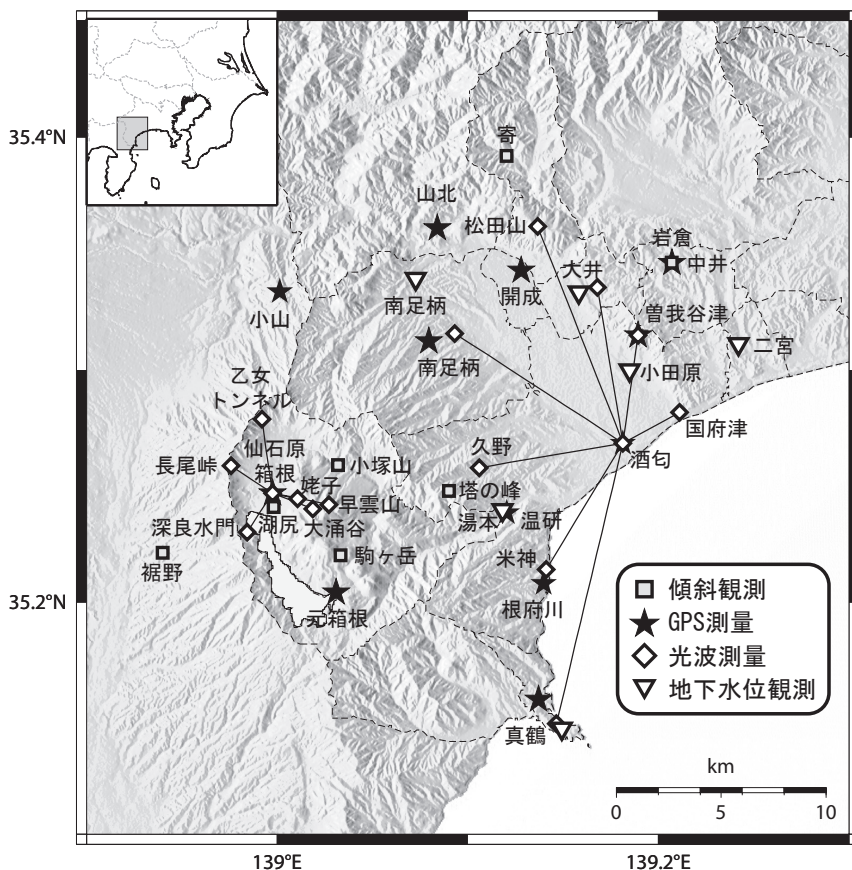 35.4°N
寄
山北
松田山
岩倉
中井
大井
南足柄
開成
小山
曽我谷津
二宮
南足柄
小田原
乙女
トンネル
国府津
仙石原
久野
酒匂
長尾峠
箱根
小塚山
姥子
塔の峰
早雲山
湯本
温研
深良水門
湖尻
大涌谷
駒ヶ岳
米神
裾野
35.2°N
元箱根
根府川
真鶴
傾斜観測
GPS測量
光波測量
地下水位観測
km
0 5 10
139°E
139.2°E